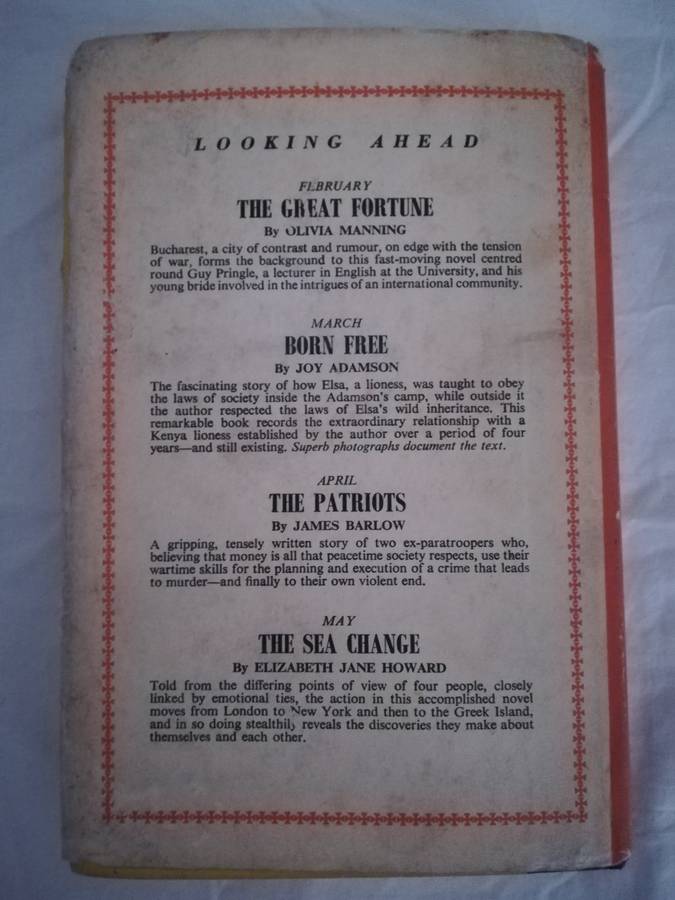 LOOKING AHEAD
FEBRUARY
THE GREAT FORTUNE
By OLIVIA MANNING
Bucharest, a city of contrast and rumour, on edge with the tension
of war, forms the background to this fast-moving novel centred
round Guy Pringle, a lecturer in English at the University, and his
young bride involved in the intrigues of an international community.
MARCH
BORN FREE
By JOY ADAMSON
The fascinating story of how Elsa, a lioness, was taught to obey
the laws of society inside the Adamson's camp, while outside it
the author respected the laws of Elsa's wild inheritance. This
remarkable book records the extraordinary relationship with a
Kenya lioness established by the author over a period of four
years—and still existing. Superb photographs document the text.
APRIL
THE PATRIOTS
By JAMES BARLOW
A gripping, tensely written story of two ex-paratroopers who,
believing that money is all that peacetime society respects, use their
wartime skills for the planning and execution of a crime that leads
to murder—and finally to their own violent end.
MAY
THE SEA CHANGE
By ELIZABETH JANE HOWARD
Told from the differing points of view of four people, closely
linked by emotional ties, the action in this accomplished novel
moves from London to New York and then to the Greek Island,
and in so doing stealthily reveals the discoveries they make about
themselves and each other.